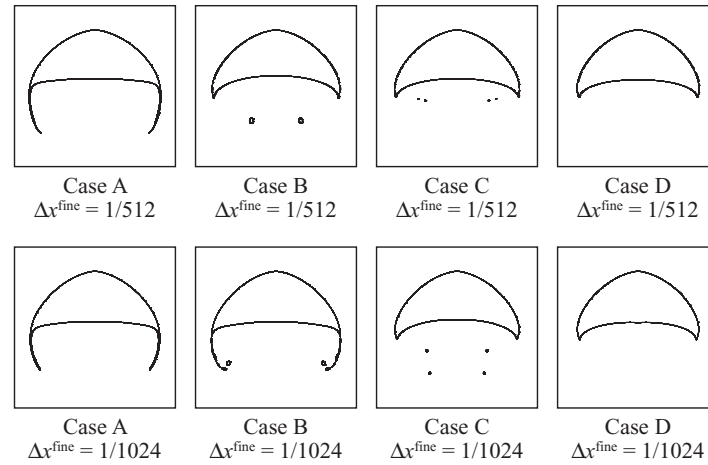 Case A Case B Case C Case D
Δx^fine = 1/512 Δx^fine = 1/512 Δx^fine = 1/512 Δx^fine = 1/512
Case A Case B Case C Case D
Δx^fine = 1/1024 Δx^fine = 1/1024 Δx^fine = 1/1024 Δx^fine = 1/1024